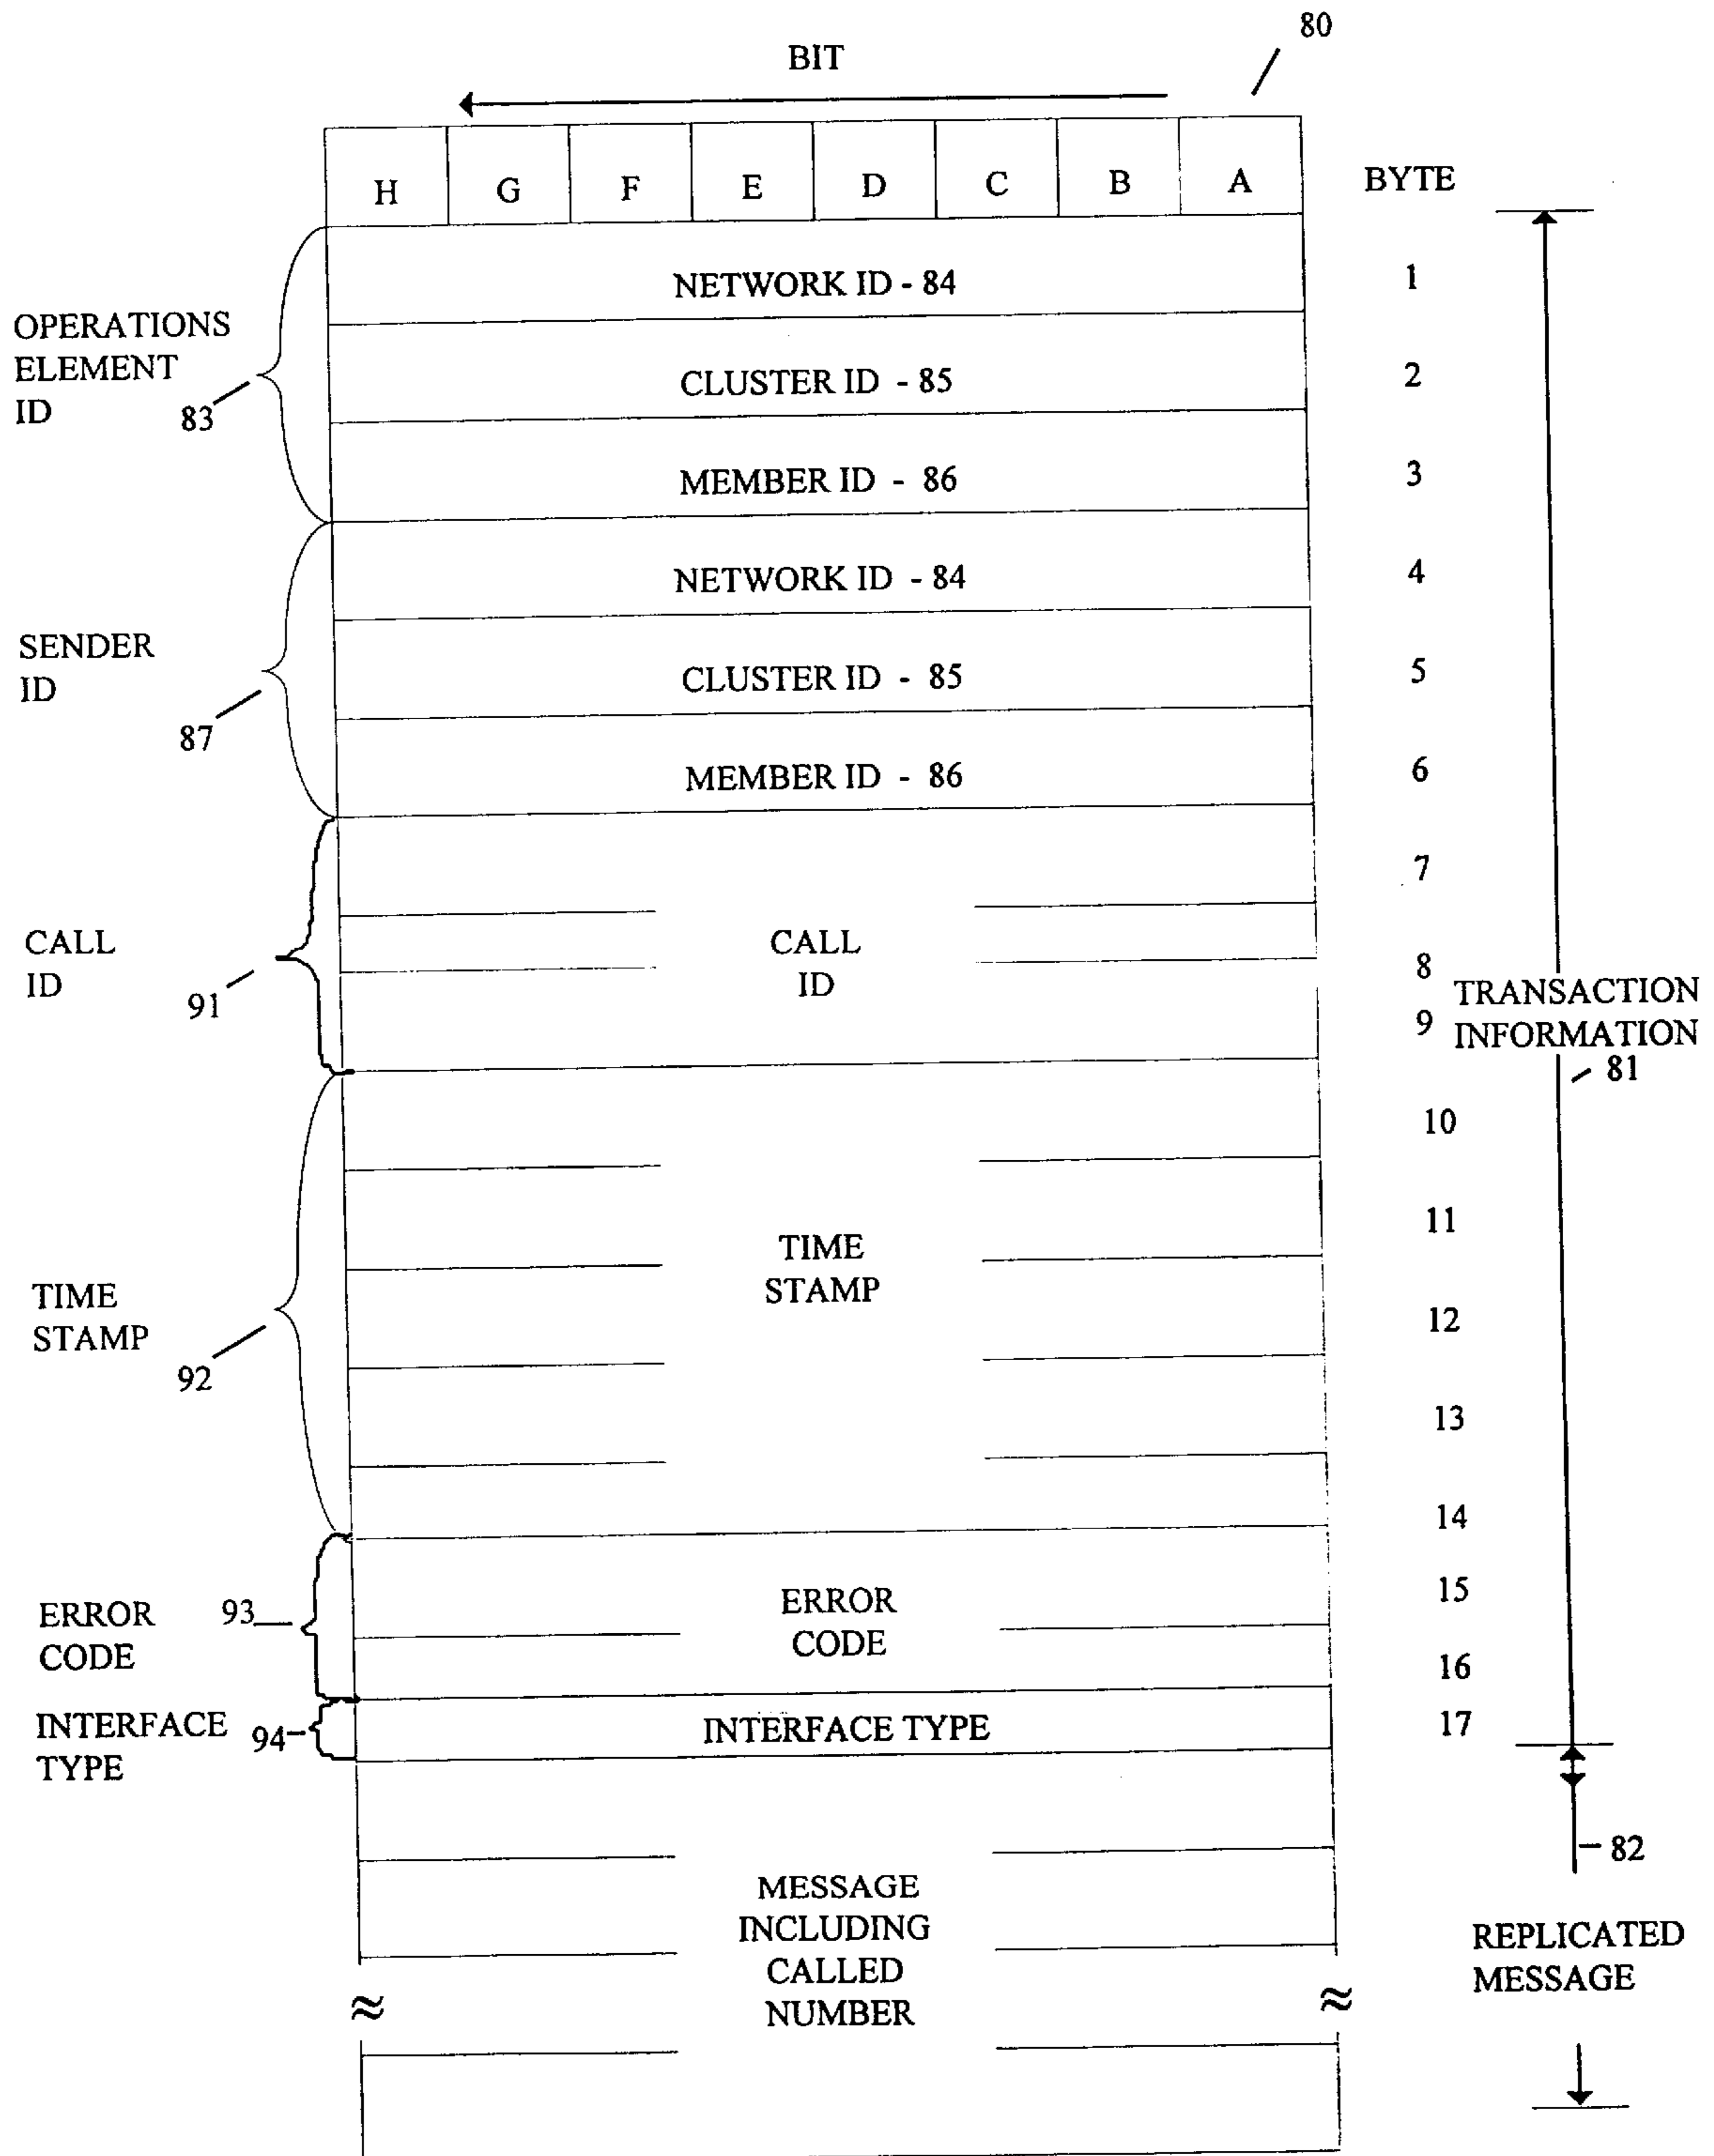 80
BIT
H G F E D C B A
BYTE
NETWORK ID - 84
1
OPERATIONS
ELEMENT
ID
83
CLUSTER ID - 85
2
MEMBER ID - 86
3
NETWORK ID - 84
4
SENDER
ID
87
CLUSTER ID - 85
5
MEMBER ID - 86
6
7
CALL
ID
91
CALL
ID
8
9
TRANSACTION
INFORMATION
81
10
11
TIME
STAMP
92
TIME
STAMP
12
13
14
ERROR
CODE
93
ERROR
CODE
15
16
INTERFACE
TYPE
94
INTERFACE TYPE
17
82
MESSAGE
INCLUDING
CALLED
NUMBER
REPLICATED
MESSAGE
≈ ≈